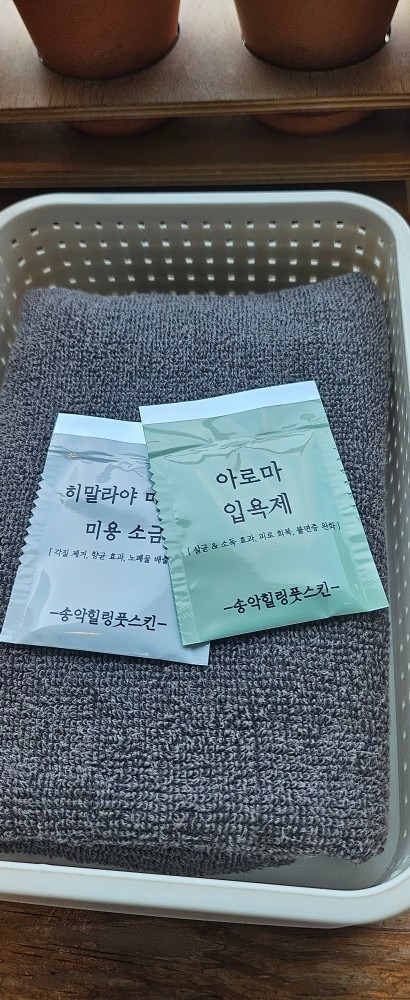 히말라야
미용 소금
[ 각질 제거, 항균 효과, 노폐물
-송악힐링풋스킨-
아로마
입욕제
[ 살균 & 소독 효과, 피로 회복, 불면증 완화 ]
-송악힐링풋스킨-